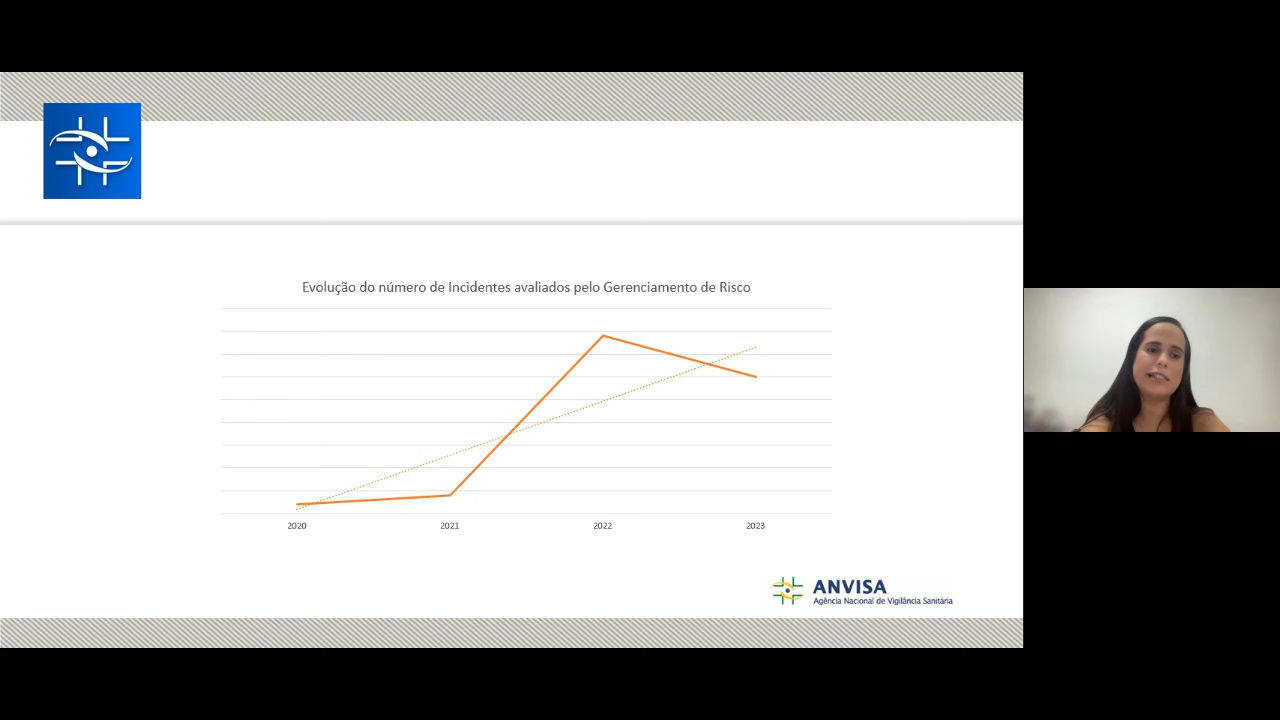 Evolução do número de Incidentes avaliados pelo Gerenciamento de Risco
2020 2021 2022 2023
ANVISA
Agência Nacional de Vigilância Sanitária